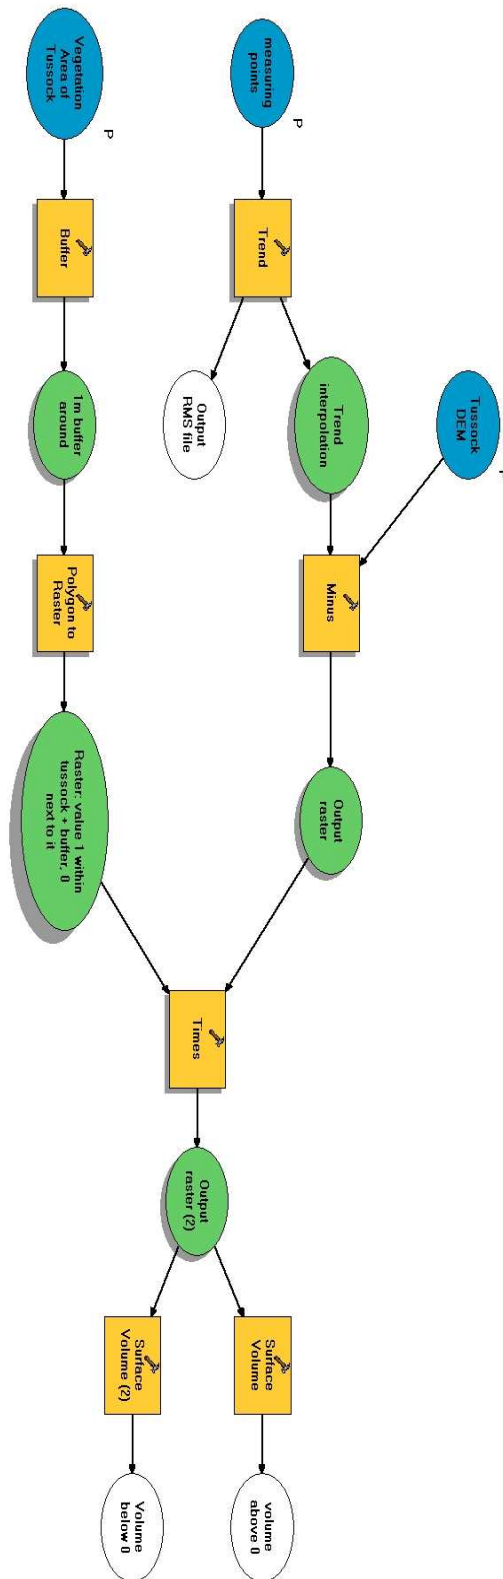 Tussock
DEM
P
measuring
points
P
Trend
Trend
interpolation
Output
RMS file
Minus
Output
raster
Vegetation
Area of
Tussock
P
Buffer
1m buffer
around
Polygon to
Raster
Raster: value 1 within
tussock + buffer, 0
next to it
Times
Output
raster (2)
Surface
Volume
volume
above 0
Surface
Volume (2)
Volume
below 0